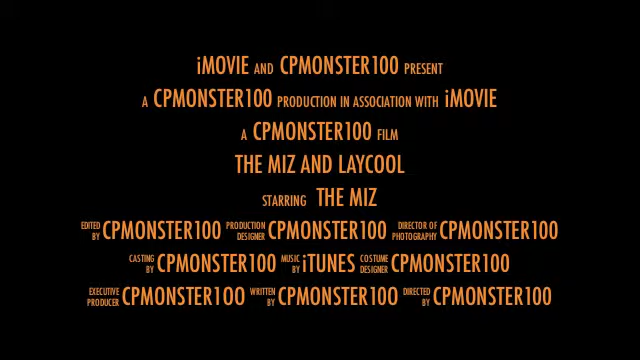 iMOVIE AND CPMONSTER100 PRESENT
A CPMONSTER100 PRODUCTION IN ASSOCIATION WITH iMOVIE
A CPMONSTER100 FILM
THE MIZ AND LAYCOOL
STARRING THE MIZ
EDITED BY CPMONSTER100 PRODUCTION DESIGNER CPMONSTER100 DIRECTOR OF PHOTOGRAPHY CPMONSTER100
CASTING BY CPMONSTER100 MUSIC BY iTUNES COSTUME DESIGNER CPMONSTER100
EXECUTIVE PRODUCER CPMONSTER1OO WRITTEN BY CPMONSTER1OO DIRECTED BY CPMONSTER100